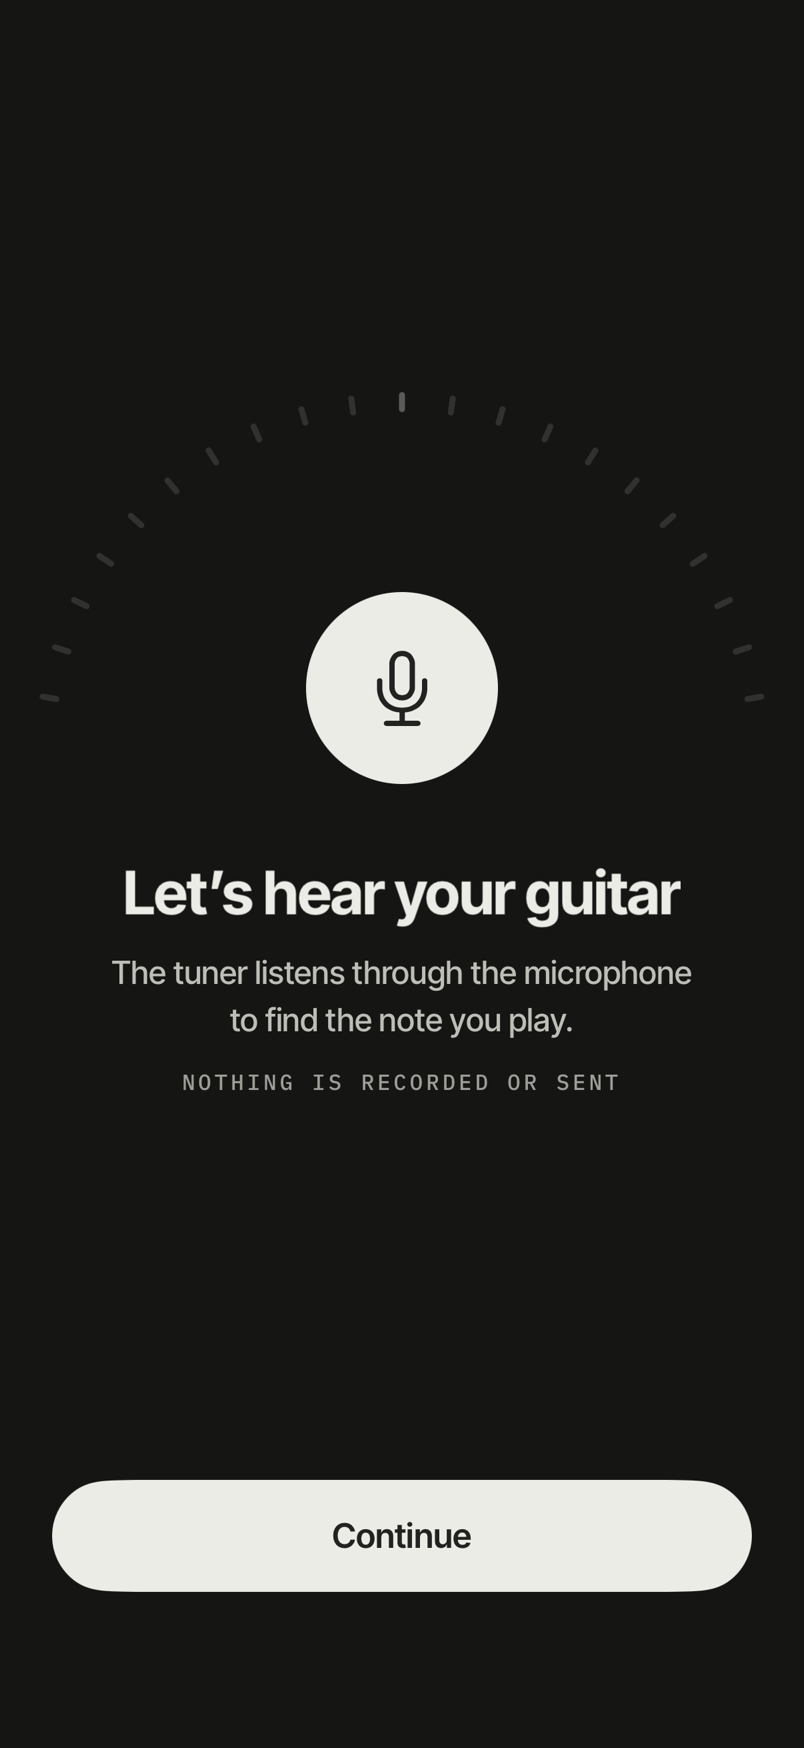 Let’s hear your guitar
The tuner listens through the microphone
to find the note you play.
NOTHING IS RECORDED OR SENT
Continue